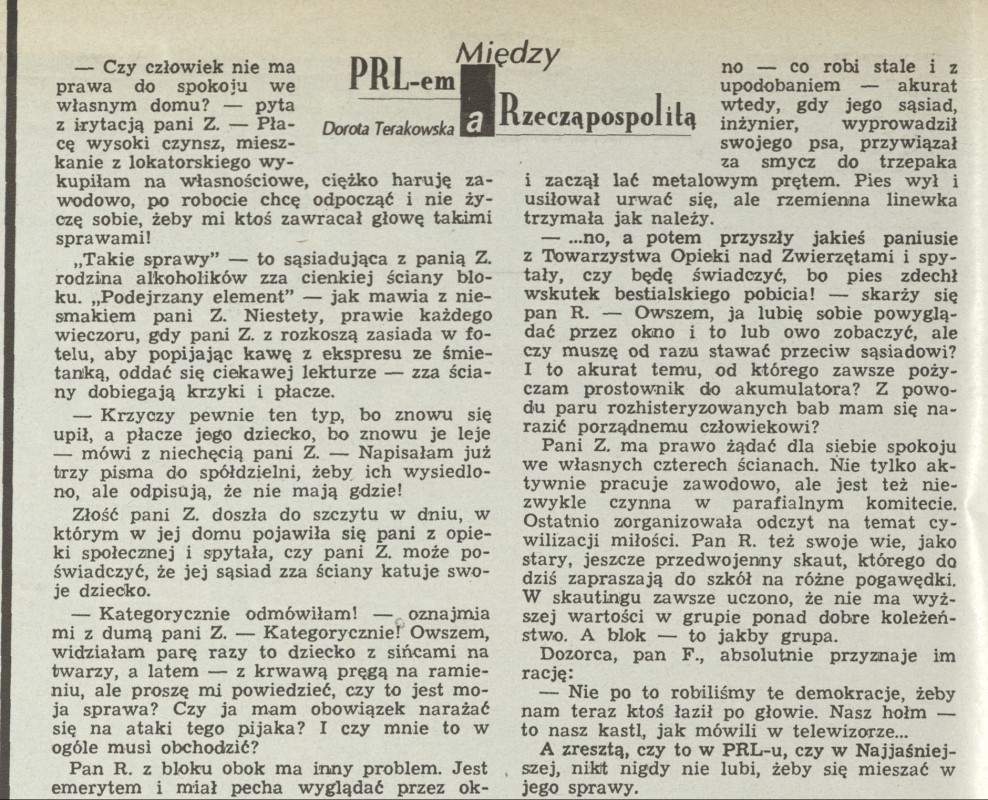 Między
PRL-em
a
Rzecząpospolitą
Dorota Terakowska
— Czy człowiek nie ma
prawa do spokoju we
własnym domu? — pyta
z irytacją pani Z. — Pła-
cę wysoki czynsz, miesz-
kanie z lokatorskiego wy-
kupiłam na własnościowe, ciężko haruję za-
wodowo, po robocie chcę odpocząć i nie ży-
czę sobie, żeby mi ktoś zawracał głowę takimi
sprawami!
„Takie sprawy” — to sąsiadująca z panią Z.
rodzina alkoholików zza cienkiej ściany blo-
ku. „Podejrzany element” — jak mawia z nie-
smakiem pani Z. Niestety, prawie każdego
wieczoru, gdy pani Z. z rozkoszą zasiada w fo-
telu, aby popijając kawę z ekspresu ze śmie-
tanką, oddać się ciekawej lekturze — zza ścia-
ny dobiegają krzyki i płacze.
— Krzyczy pewnie ten typ, bo znowu się
upił, a płacze jego dziecko, bo znowu je leje
— mówi z niechęcią pani Z. — Napisałam już
trzy pisma do spółdzielni, żeby ich wysiedlo-
no, ale odpisują, że nie mają gdzie!
Złość pani Z. doszła do szczytu w dniu, w
którym w jej domu pojawiła się pani z opie-
ki społecznej i spytała, czy pani Z. może po-
świadczyć, że jej sąsiad zza ściany katuje swo-
je dziecko.
— Kategorycznie odmówiłam! — oznajmia
mi z dumą pani Z. — Kategorycznie! Owszem,
widziałam parę razy to dziecko z sińcami na
twarzy, a latem — z krwawą pręgą na ramie-
niu, ale proszę mi powiedzieć, czy to jest mo-
ja sprawa? Czy ja mam obowiązek narażać
się na ataki tego pijaka? I czy mnie to w
ogóle musi obchodzić?
Pan R. z bloku obok ma inny problem. Jest
emerytem i miał pecha wyglądać przez ok-
no — co robi stale i z
upodobaniem — akurat
wtedy, gdy jego sąsiad,
inżynier, wyprowadził
swojego psa, przywiązał
za smycz do trzepaka
i zaczął lać metalowym prętem. Pies wył i
usiłował urwać się, ale rzemienna linewka
trzymała jak należy.
— ...no, a potem przyszły jakieś paniusie
z Towarzystwa Opieki nad Zwierzętami i spy-
tały, czy będę świadczyć, bo pies zdechł
wskutek bestialskiego pobicia! — skarży się
pan R. — Owszem, ja lubię sobie powyglą-
dać przez okno i to lub owo zobaczyć, ale
czy muszę od razu stawać przeciw sąsiadowi?
I to akurat temu, od którego zawsze poży-
czam prostownik do akumulatora? Z powo-
du paru rozhisteryzowanych bab mam się na-
razić porządnemu człowiekowi?
Pani Z. ma prawo żądać dla siebie spokoju
we własnych czterech ścianach. Nie tylko ak-
tywnie pracuje zawodowo, ale jest też nie-
zwykle czynna w parafialnym komitecie.
Ostatnio zorganizowała odczyt na temat cy-
wilizacji miłości. Pan R. też swoje wie, jako
stary, jeszcze przedwojenny skaut, którego do
dziś zapraszają do szkół na różne pogawędki.
W skautingu zawsze uczono, że nie ma wyż-
szej wartości w grupie ponad dobre koleżeń-
stwo. A blok — to jakby grupa.
Dozorca, pan F., absolutnie przyznaje im
rację:
— Nie po to robiliśmy te demokracje, żeby
nam teraz ktoś łaził po głowie. Nasz hołm —
to nasz kastl, jak mówili w telewizorze...
A zresztą, czy to w PRL-u, czy w Najjaśniej-
szej, nikt nigdy nie lubi, żeby się mieszać w
jego sprawy.